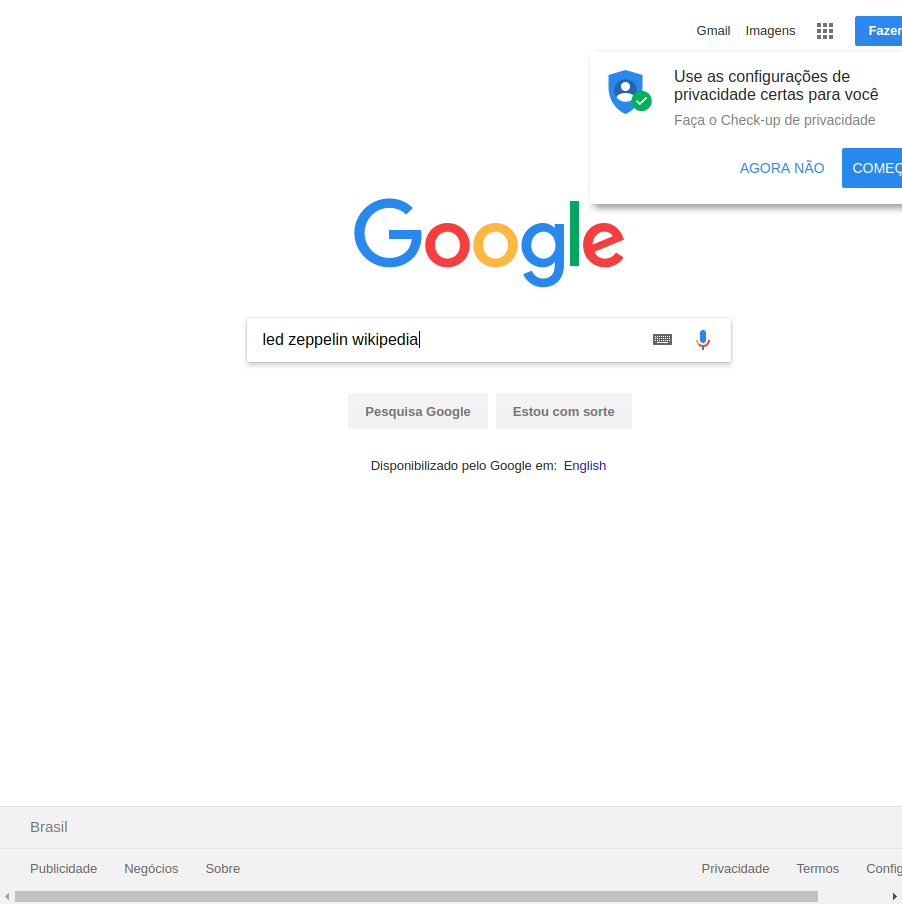 Gmail Imagens Fazer
Use as configurações de
privacidade certas para você
Faça o Check-up de privacidade
AGORA NÃO COMEÇ
Google
led zeppelin wikipedia
Pesquisa Google Estou com sorte
Disponibilizado pelo Google em: English
Brasil
Publicidade Negócios Sobre Privacidade Termos Config